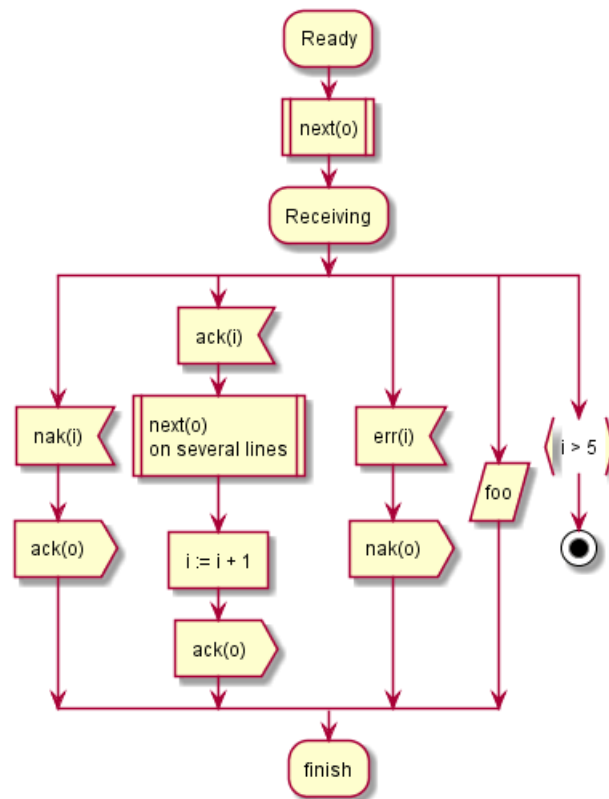 Ready
next(o)
Receiving
nak(i)
ack(o)
ack(i)
next(o)
on several lines
i := i + 1
ack(o)
err(i)
nak(o)
foo
i > 5
finish